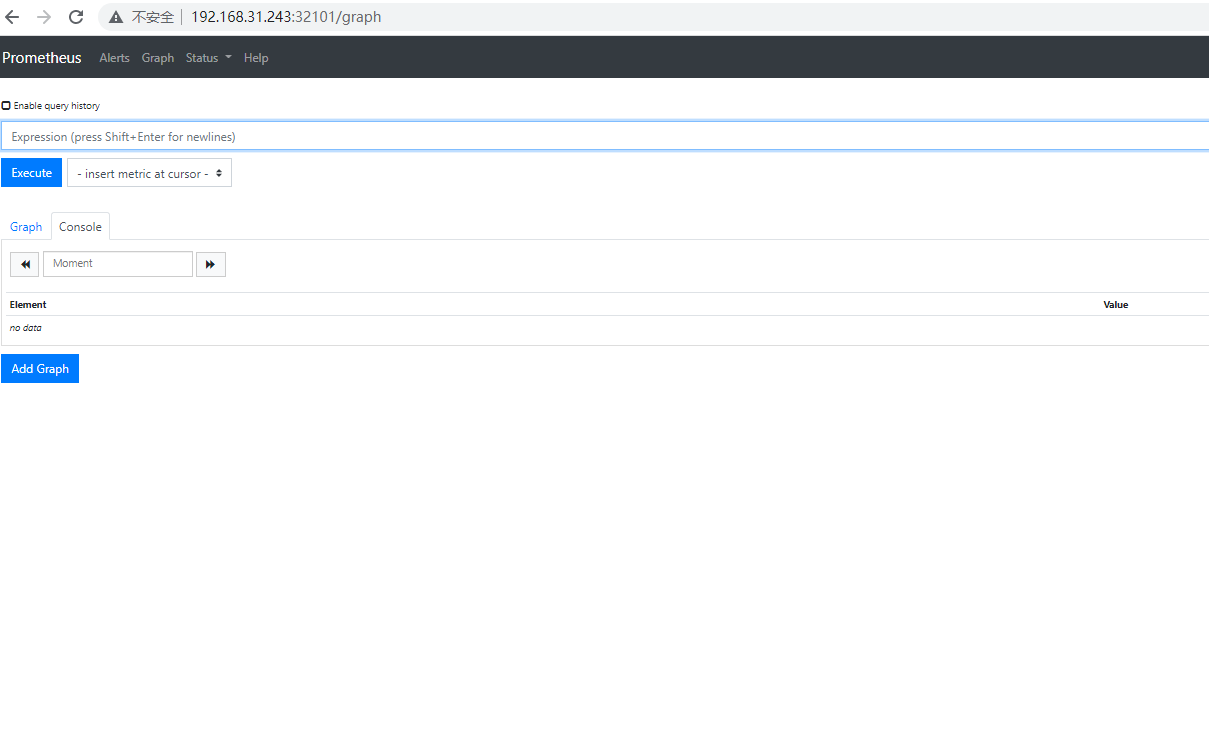 不安全 192.168.31.243:32101/graph
Prometheus Alerts Graph Status Help
Enable query history
Expression (press Shift+Enter for newlines)
Execute - insert metric at cursor -
Graph Console
Moment
Element Value
no data
Add Graph